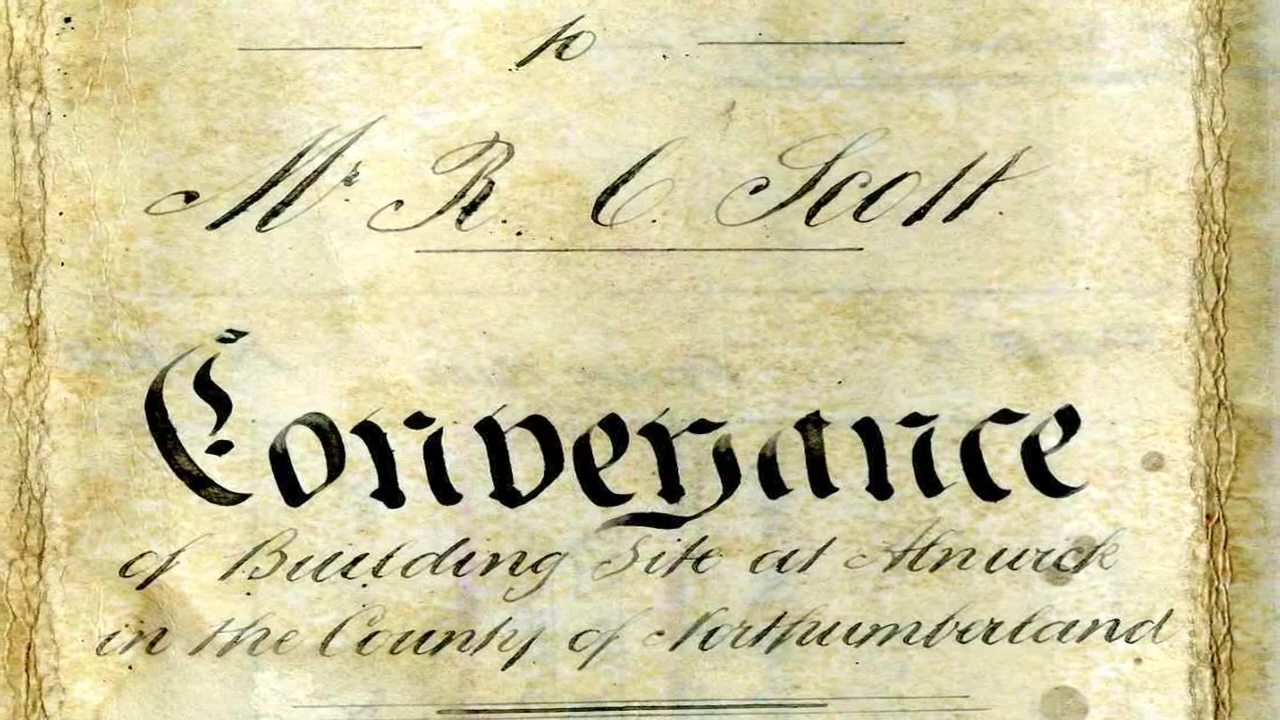 to
Mr R. C. Scott
Conveyance
of Building Site at Alnwick
in the County of Northumberland